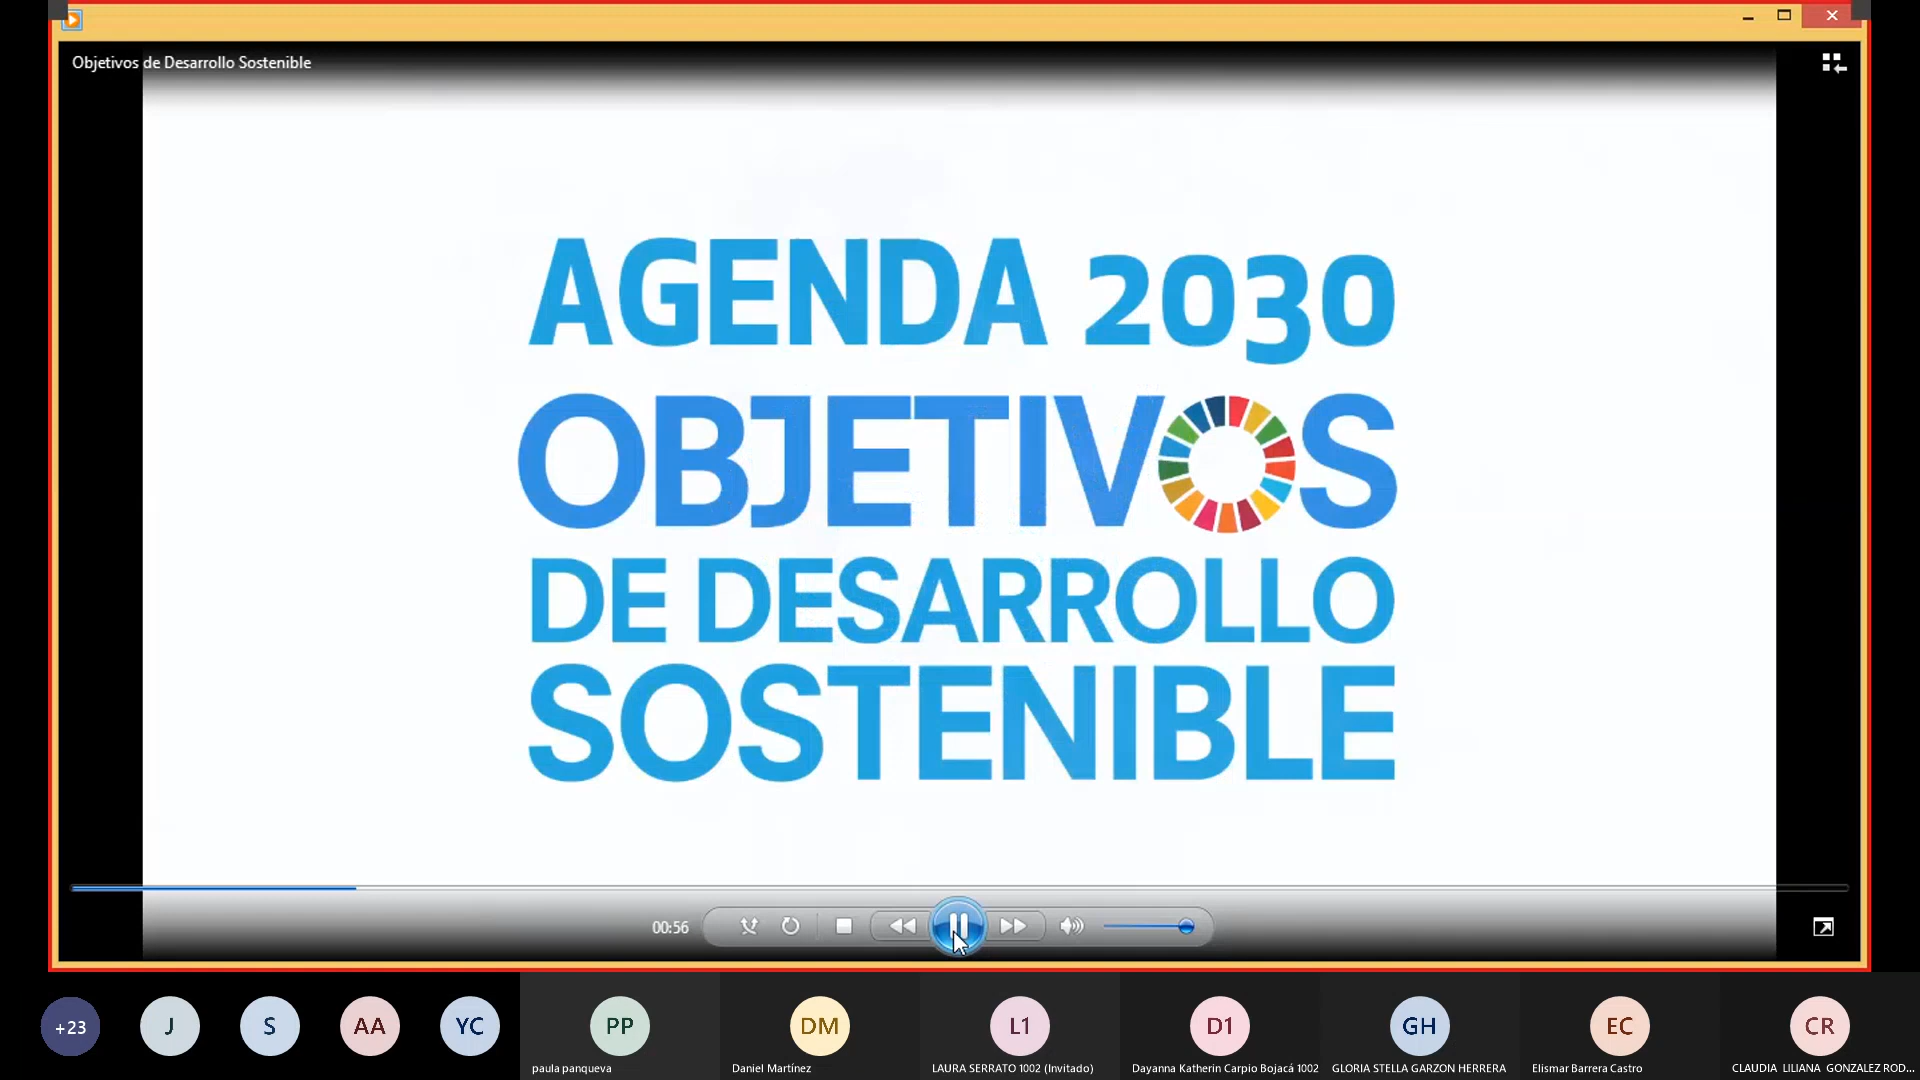 Objetivos de Desarrollo Sostenible
AGENDA 2030
OBJETIVOS
DE DESARROLLO
SOSTENIBLE
00:56
+23
J
S
AA
YC
PP
DM
L1
D1
GH
EC
CR
paula panqueva
Daniel Martínez
LAURA SERRATO 1002 (Invitado)
Dayanna Katherin Carpio Bojacá 1002
GLORIA STELLA GARZON HERRERA
Elismar Barrera Castro
CLAUDIA LILIANA GONZALEZ ROD...